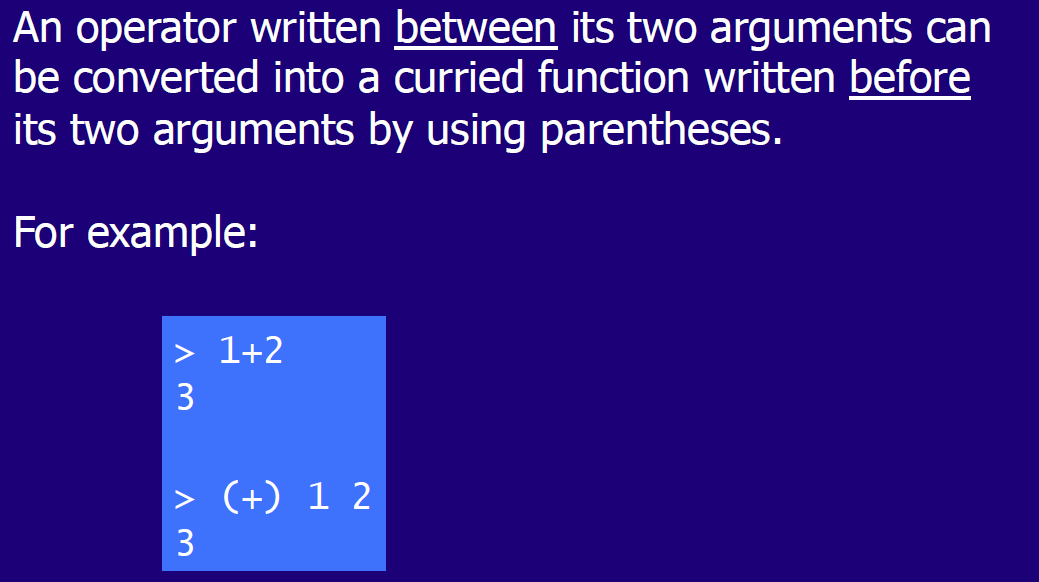 An operator written between its two arguments can
be converted into a curried function written before
its two arguments by using parentheses.
For example:
> 1+2
3
> (+) 1 2
3